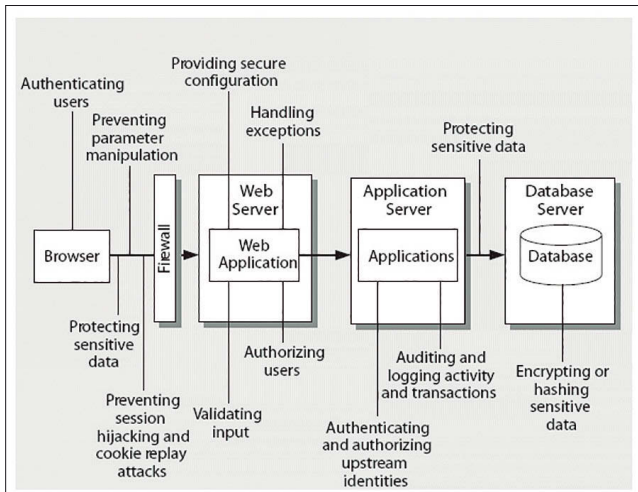 Providing secure
configuration
Authenticating
users
Handling
exceptions
Preventing
parameter
manipulation
Protecting
sensitive data
Web
Server
Application
Server
Database
Server
Browser
Firewall
Web
Application
Applications
Database
Protecting
sensitive
data
Authorizing
users
Auditing and
logging activity
and transactions
Encrypting or
hashing
sensitive
data
Preventing
session
hijacking and
cookie replay
attacks
Validating
input
Authenticating
and authorizing
upstream
identities